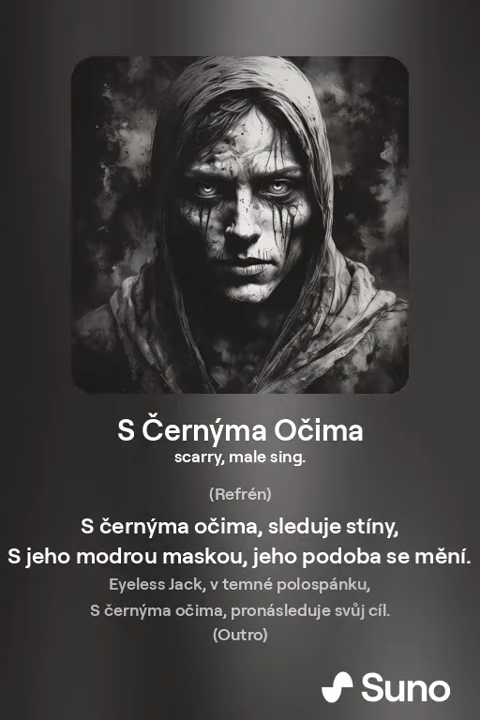 S Černýma Očima
scarry, male sing.
(Refrén)
S černýma očima, sleduje stíny,
S jeho modrou maskou, jeho podoba se mění.
Eyeless Jack, v temné polospánku,
S černýma očima, pronásleduje svůj cíl.
(Outro)
Suno